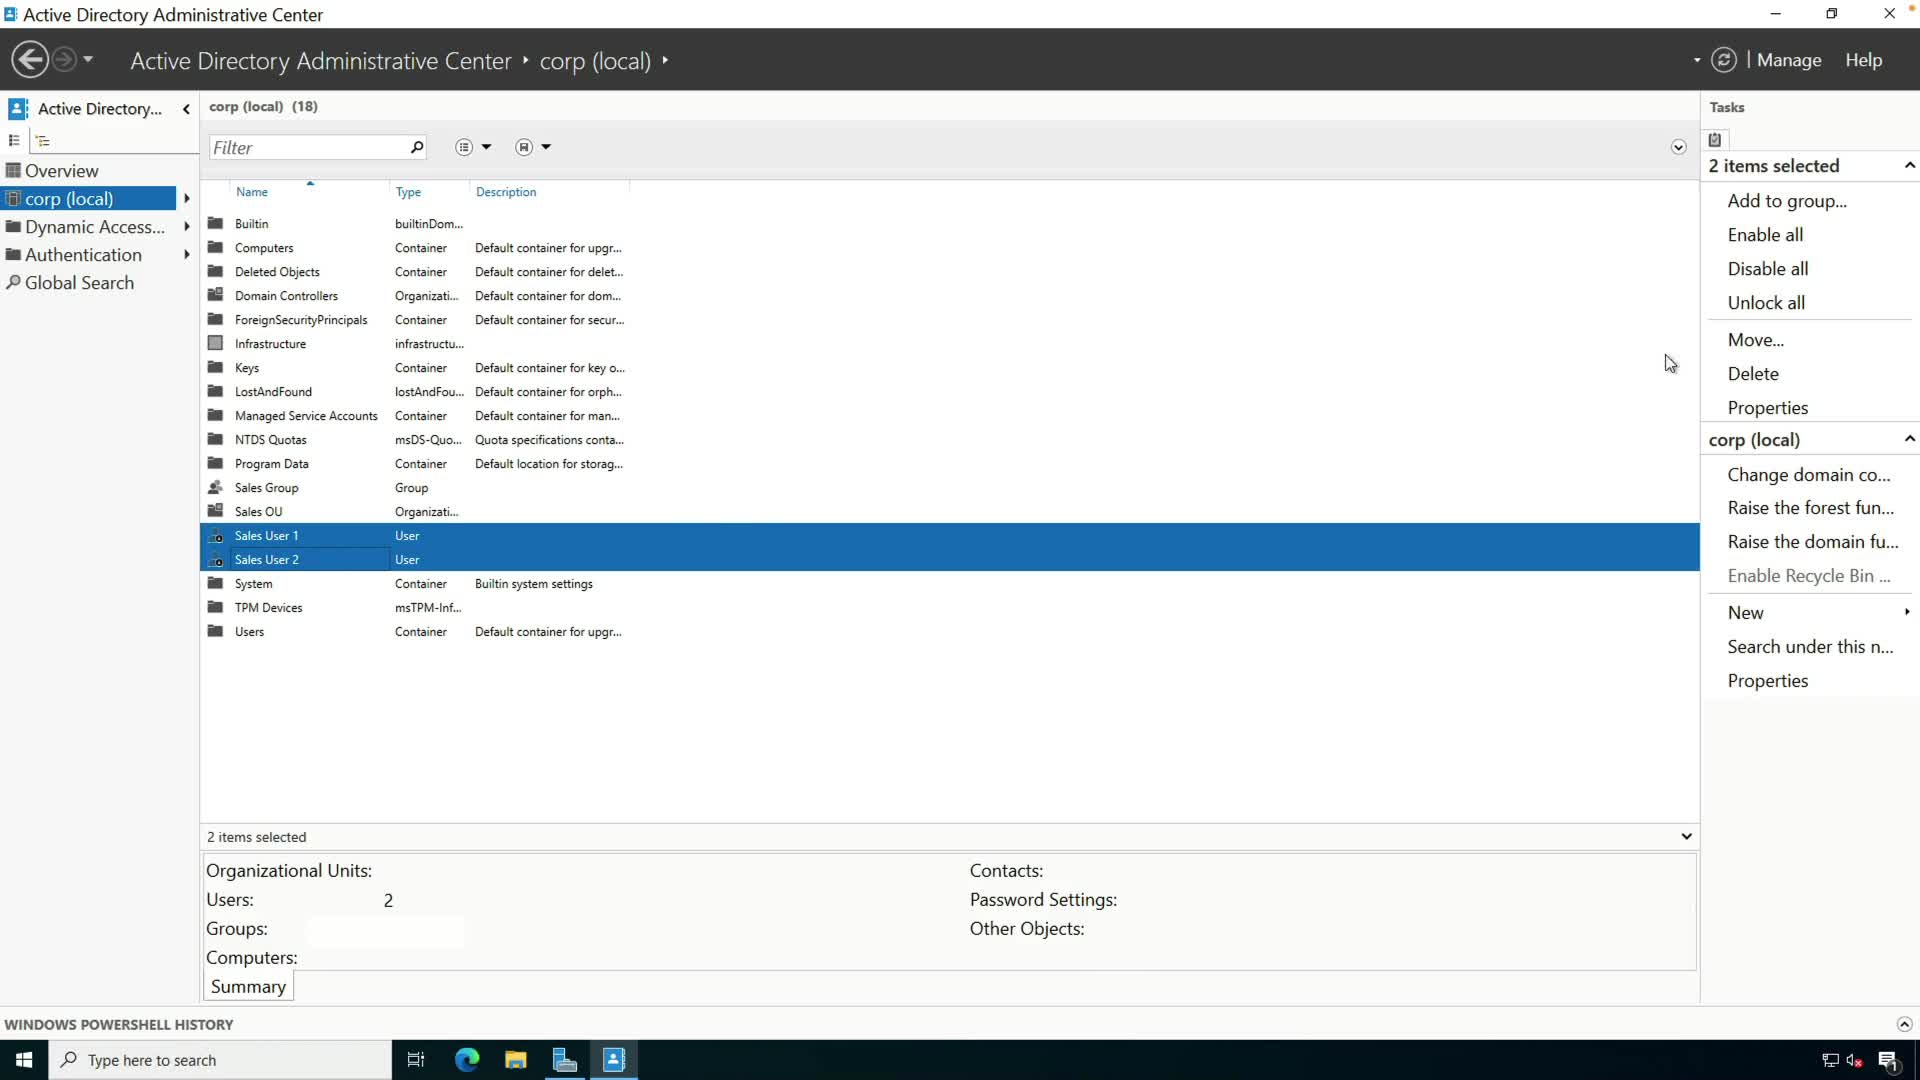 Active Directory Administrative Center
Active Directory Administrative Center corp (local)
Manage Help
Active Directory...
Overview
corp (local)
Dynamic Access...
Authentication
Global Search
corp (local) (18)
Filter
Name Type Description
Builtin builtinDom...
Computers Container Default container for upgr...
Deleted Objects Container Default container for delet...
Domain Controllers Organizati... Default container for dom...
ForeignSecurityPrincipals Container Default container for secur...
Infrastructure infrastructu...
Keys Container Default container for key o...
LostAndFound lostAndFou... Default container for orph...
Managed Service Accounts Container Default container for man...
NTDS Quotas msDS-Quo... Quota specifications conta...
Program Data Container Default location for storag...
Sales Group Group
Sales OU Organizati...
Sales User 1 User
Sales User 2 User
System Container Builtin system settings
TPM Devices msTPM-Inf...
Users Container Default container for upgr...
2 items selected
Organizational Units:
Users: 2
Groups:
Computers:
Contacts:
Password Settings:
Other Objects:
Summary
Tasks
2 items selected
Add to group...
Enable all
Disable all
Unlock all
Move...
Delete
Properties
corp (local)
Change domain co...
Raise the forest fun...
Raise the domain fu...
Enable Recycle Bin ...
New
Search under this n...
Properties
WINDOWS POWERSHELL HISTORY
Type here to search
1